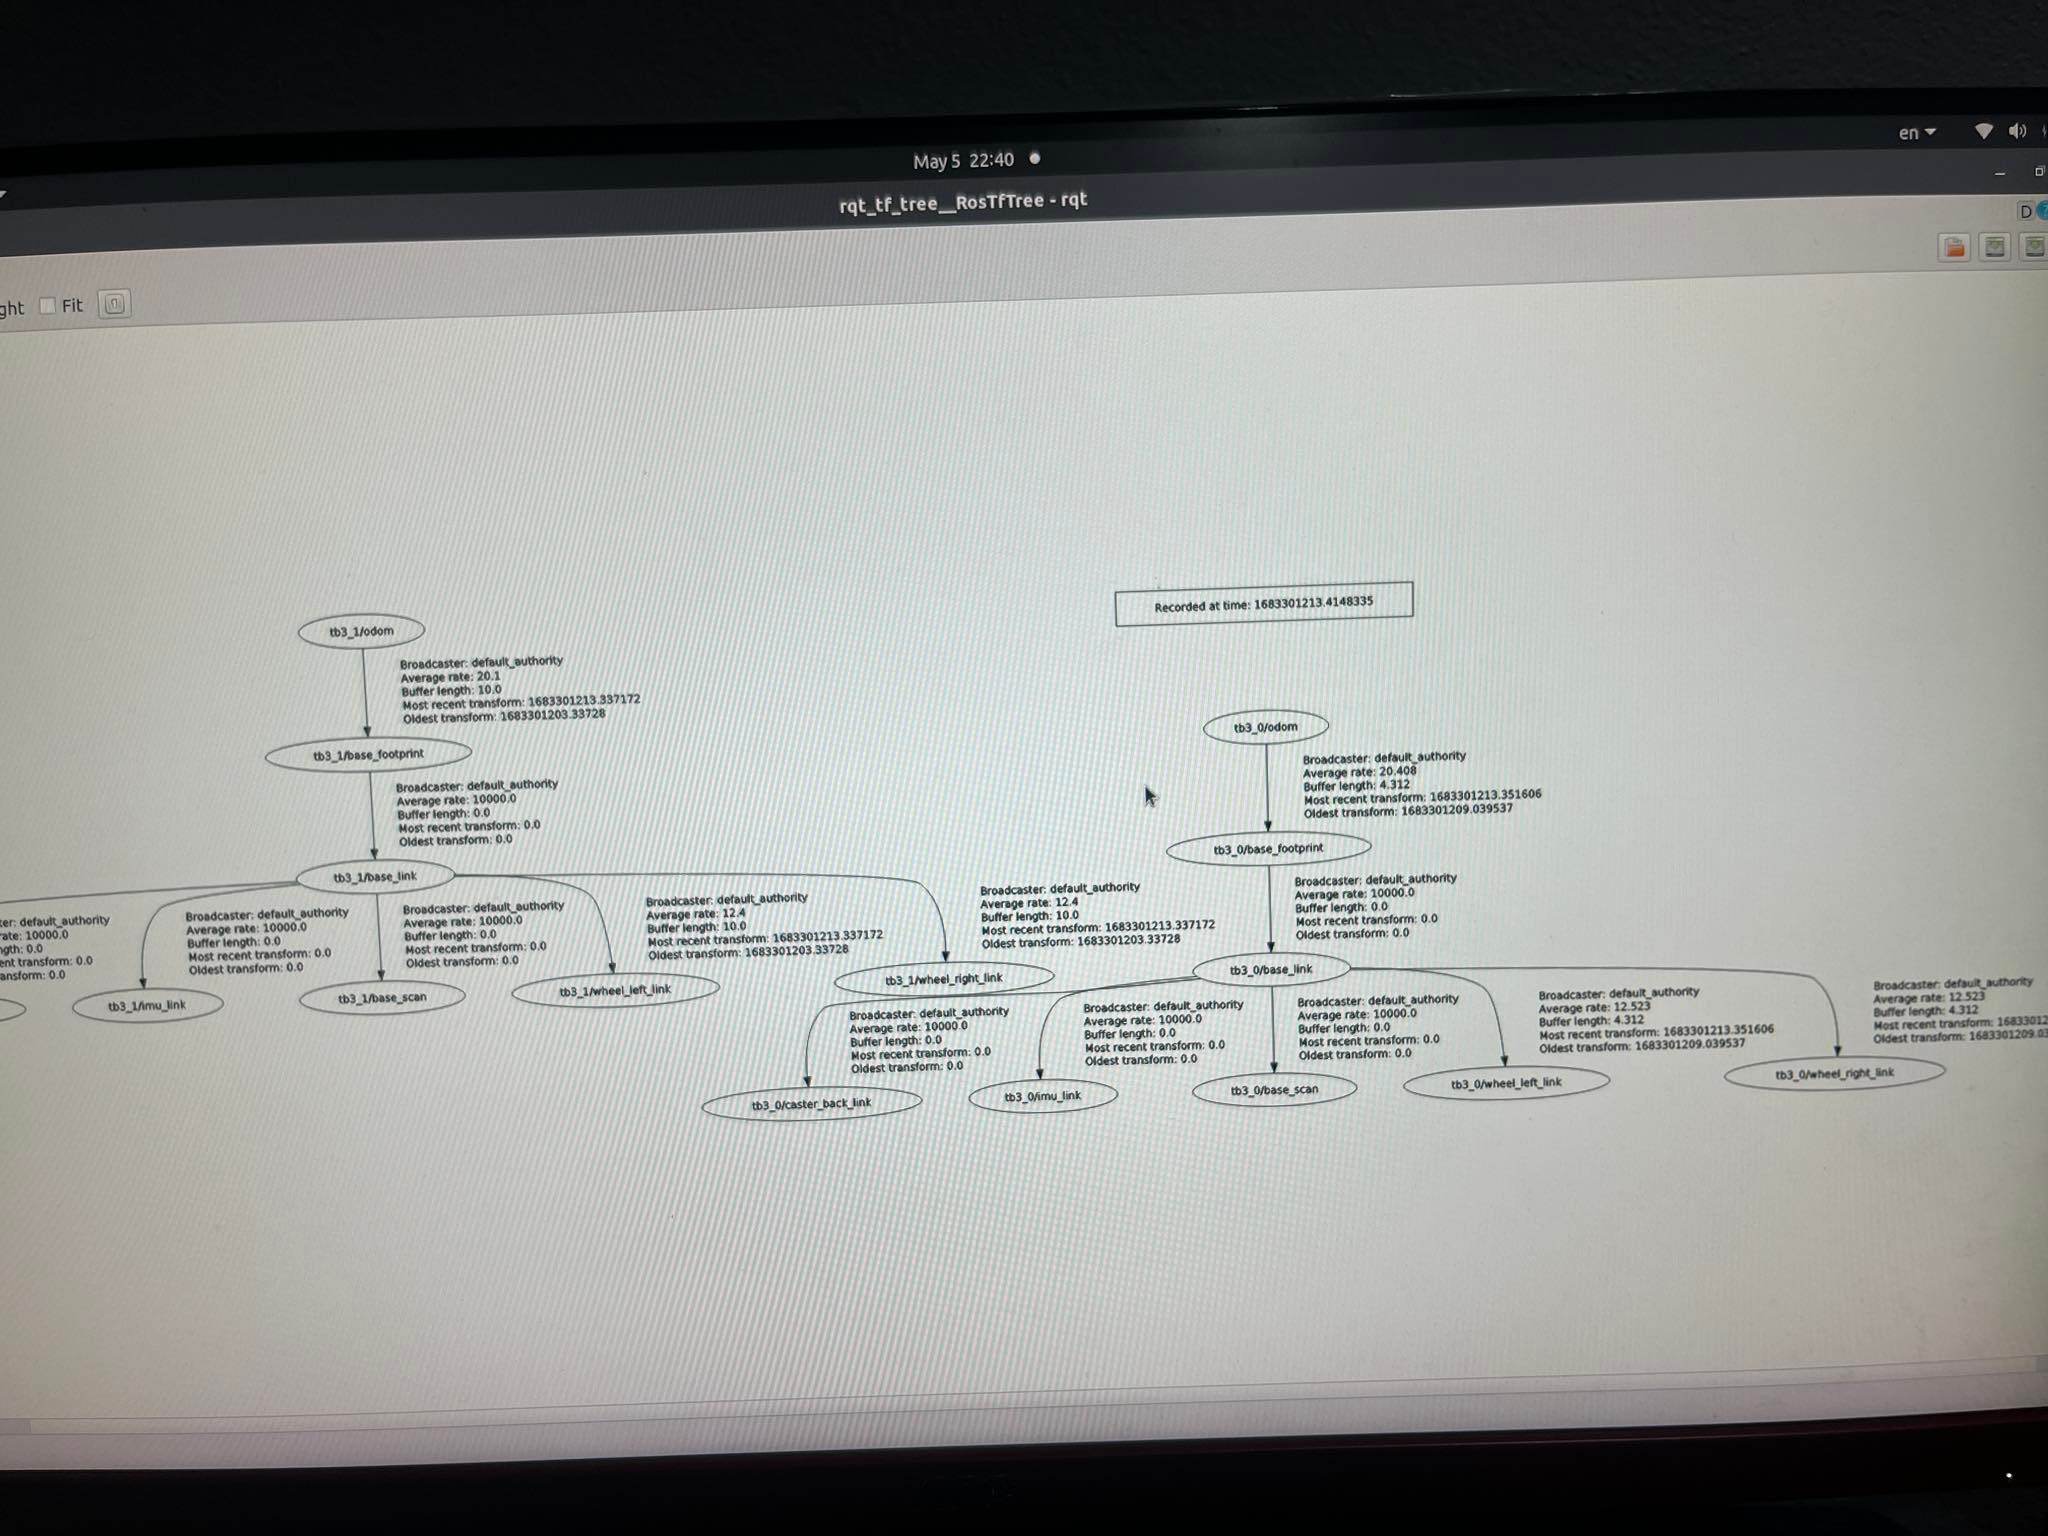 May 5 22:40
en
rqt_tf_tree__RosTfTree - rqt
D
ght Fit
Recorded at time: 1683301213.4148335
tb3_1/odom
Broadcaster: default_authority
Average rate: 20.1
Buffer length: 10.0
Most recent transform: 1683301213.337172
Oldest transform: 1683301203.33728
tb3_1/base_footprint
Broadcaster: default_authority
Average rate: 10000.0
Buffer length: 0.0
Most recent transform: 0.0
Oldest transform: 0.0
tb3_1/base_link
er: default_authority
ate: 10000.0
ngth: 0.0
ent transform: 0.0
ansform: 0.0
Broadcaster: default_authority
Average rate: 10000.0
Buffer length: 0.0
Most recent transform: 0.0
Oldest transform: 0.0
tb3_1/imu_link
Broadcaster: default_authority
Average rate: 10000.0
Buffer length: 0.0
Most recent transform: 0.0
Oldest transform: 0.0
tb3_1/base_scan
Broadcaster: default_authority
Average rate: 12.4
Buffer length: 10.0
Most recent transform: 1683301213.337172
Oldest transform: 1683301203.33728
tb3_1/wheel_left_link
Broadcaster: default_authority
Average rate: 12.4
Buffer length: 10.0
Most recent transform: 1683301213.337172
Oldest transform: 1683301203.33728
tb3_1/wheel_right_link
tb3_0/odom
Broadcaster: default_authority
Average rate: 20.408
Buffer length: 4.312
Most recent transform: 1683301213.351606
Oldest transform: 1683301209.039537
tb3_0/base_footprint
Broadcaster: default_authority
Average rate: 10000.0
Buffer length: 0.0
Most recent transform: 0.0
Oldest transform: 0.0
tb3_0/base_link
Broadcaster: default_authority
Average rate: 10000.0
Buffer length: 0.0
Most recent transform: 0.0
Oldest transform: 0.0
tb3_0/caster_back_link
Broadcaster: default_authority
Average rate: 10000.0
Buffer length: 0.0
Most recent transform: 0.0
Oldest transform: 0.0
tb3_0/imu_link
Broadcaster: default_authority
Average rate: 10000.0
Buffer length: 0.0
Most recent transform: 0.0
Oldest transform: 0.0
tb3_0/base_scan
Broadcaster: default_authority
Average rate: 12.523
Buffer length: 4.312
Most recent transform: 1683301213.351606
Oldest transform: 1683301209.039537
tb3_0/wheel_left_link
Broadcaster: default_authority
Average rate: 12.523
Buffer length: 4.312
Most recent transform: 16833012
Oldest transform: 1683301209.03
tb3_0/wheel_right_link